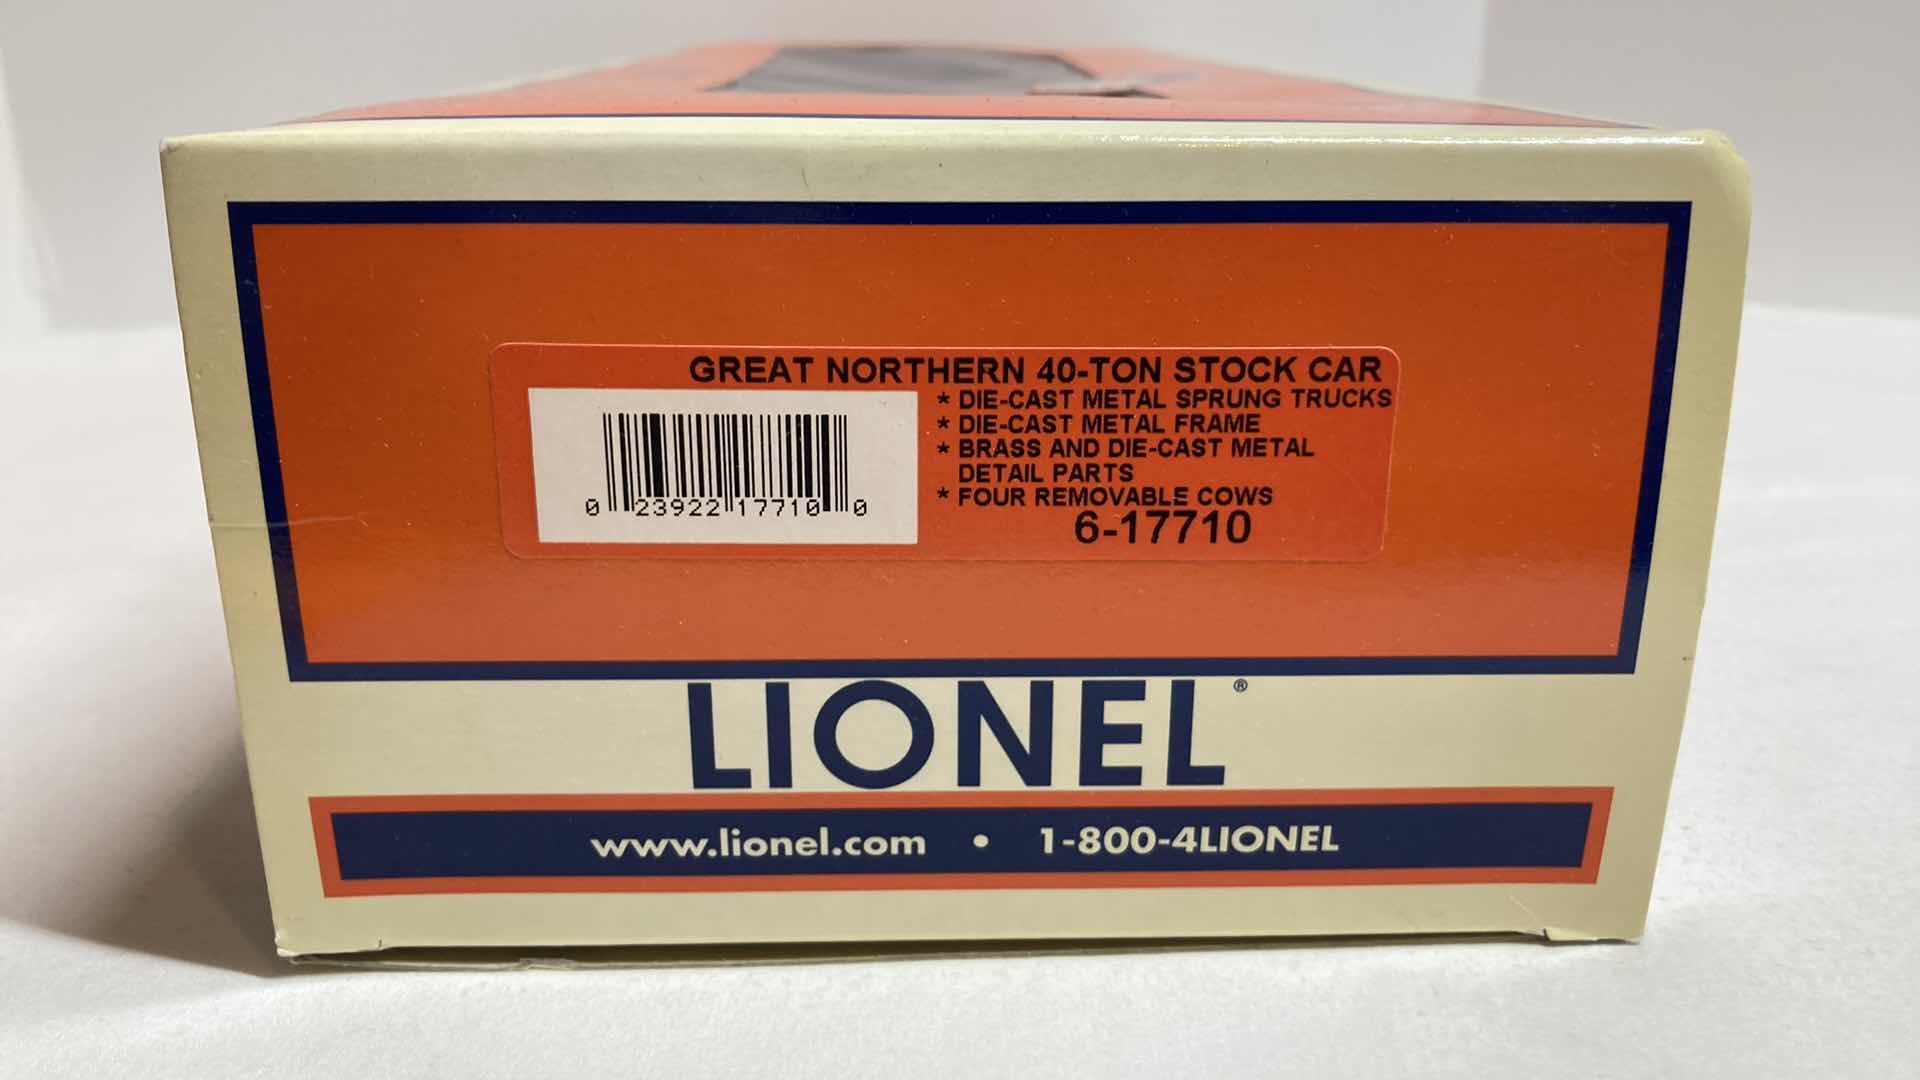 GREAT NORTHERN 40-TON STOCK CAR
* DIE-CAST METAL SPRUNG TRUCKS
* DIE-CAST METAL FRAME
* BRASS AND DIE-CAST METAL
DETAIL PARTS
* FOUR REMOVABLE COWS
0 23922 17710 0
6-17710
LIONEL®
www.lionel.com • 1-800-4LIONEL